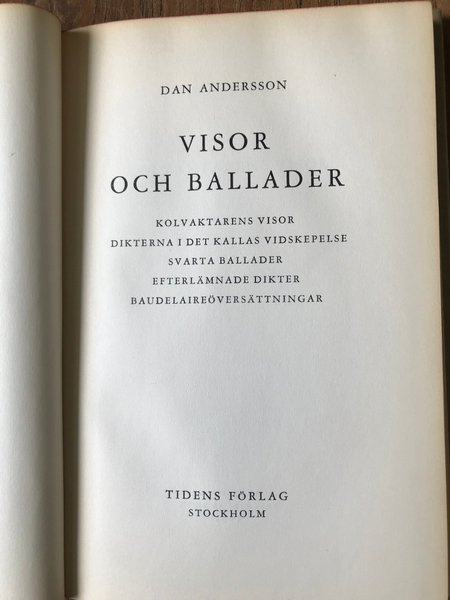 DAN ANDERSSON
VISOR
OCH BALLADER
KOLVAKTARENS VISOR
DIKTERNA I DET KALLAS VIDSKEPELSE
SVARTA BALLADER
EFTERLÄMNADE DIKTER
BAUDELAIREÖVERSÄTTNINGAR
TIDENS FÖRLAG
STOCKHOLM